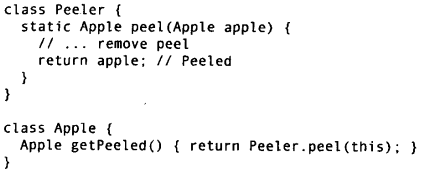 class Peeler {
  static Apple peel(Apple apple) {
    // ... remove peel
    return apple; // Peeled
  }
}

class Apple {
  Apple getPeeled() { return Peeler.peel(this); }
}